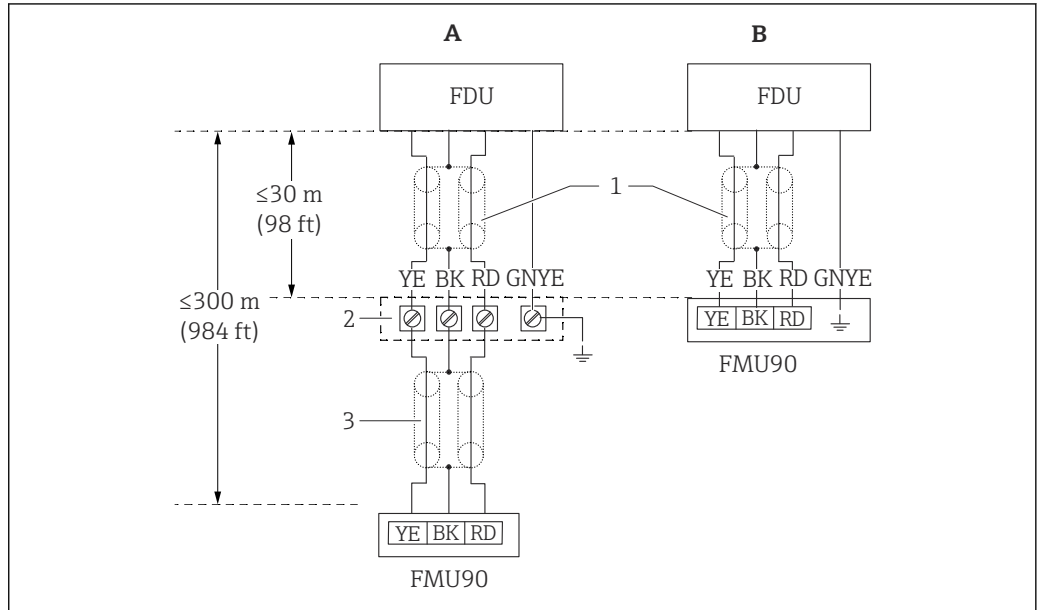 A B
FDU FDU
≤30 m
(98 ft)
1
YE BK RD GNYE YE BK RD GNYE
≤300 m
(984 ft)
2
YE BK RD
FMU90
3
YE BK RD
FMU90